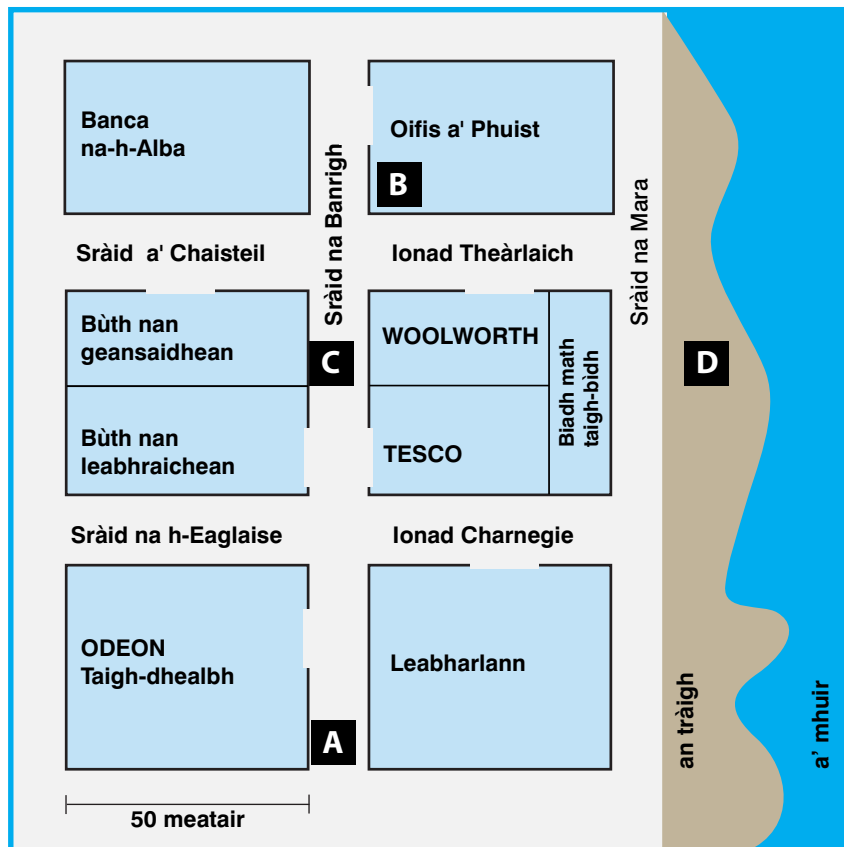 Banca
na-h-Alba
Oifis a' Phuist
B
Sràid na Banrigh
Sràid na Mara
Sràid a' Chaisteil
Ionad Theàrlaich
Bùth nan
geansaidhean
C
WOOLWORTH
Biadh math
taigh-bìdh
D
Bùth nan
leabhraichean
TESCO
Sràid na h-Eaglaise
Ionad Charnegie
ODEON
Taigh-dhealbh
Leabharlann
A
an tràigh
a' mhuir
50 meatair